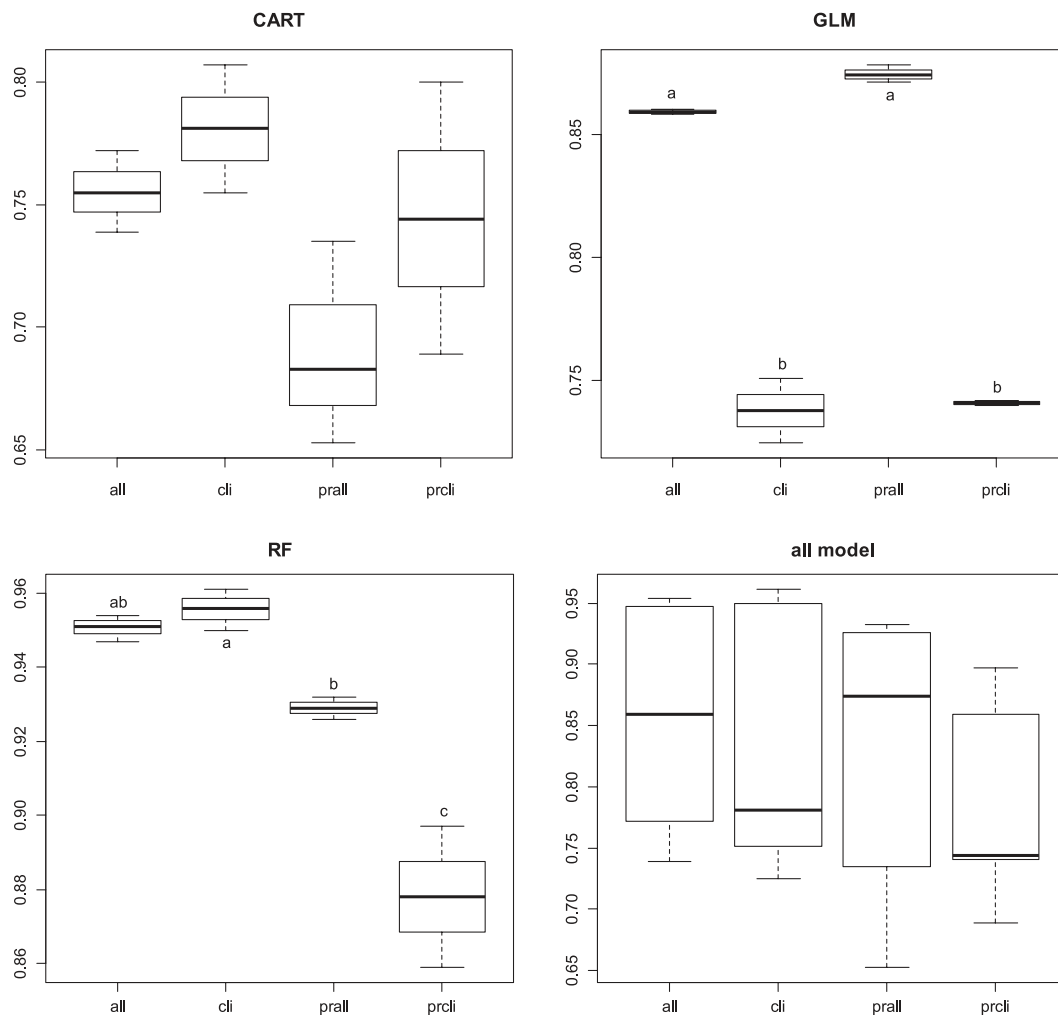 CART
0.80
0.75
0.70
0.65
all cli prall prcli
GLM
0.85
0.80
0.75
a
b
a
b
all cli prall prcli
RF
0.96
0.94
0.92
0.90
0.88
0.86
ab
a
b
c
all cli prall prcli
all model
0.95
0.90
0.85
0.80
0.75
0.70
0.65
all cli prall prcli